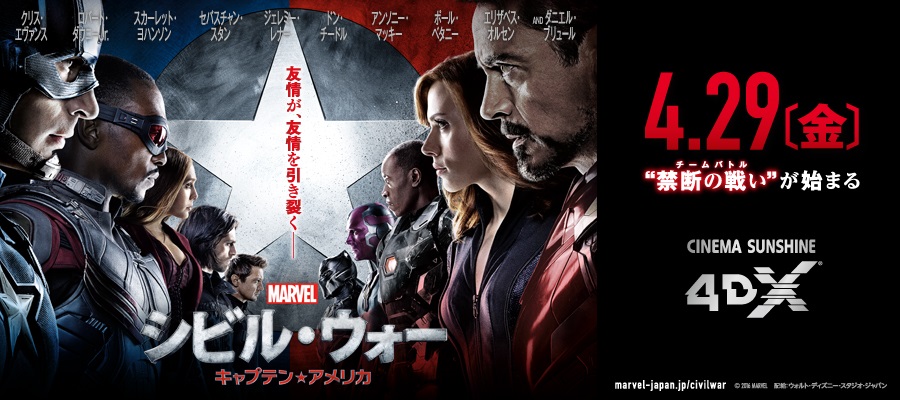 クリス・
エヴァンス
ロバート・
ダウニーJr.
スカーレット・
ヨハンソン
セバスチャン・
スタン
ジェレミー・
レナー
ドン・
チードル
アンソニー・
マッキー
ポール・
ベタニー
エリザベス・
オルセン
AND ダニエル・
ブリュール
友情が、友情を引き裂く――
MARVEL
シビル・ウォー
キャプテン★アメリカ
4.29[金]
チームバトル
“禁断の戦い”が始まる
CINEMA SUNSHINE
4DX®
marvel-japan.jp/civilwar © 2016 MARVEL 配給:ウォルト・ディズニー・スタジオ・ジャパン